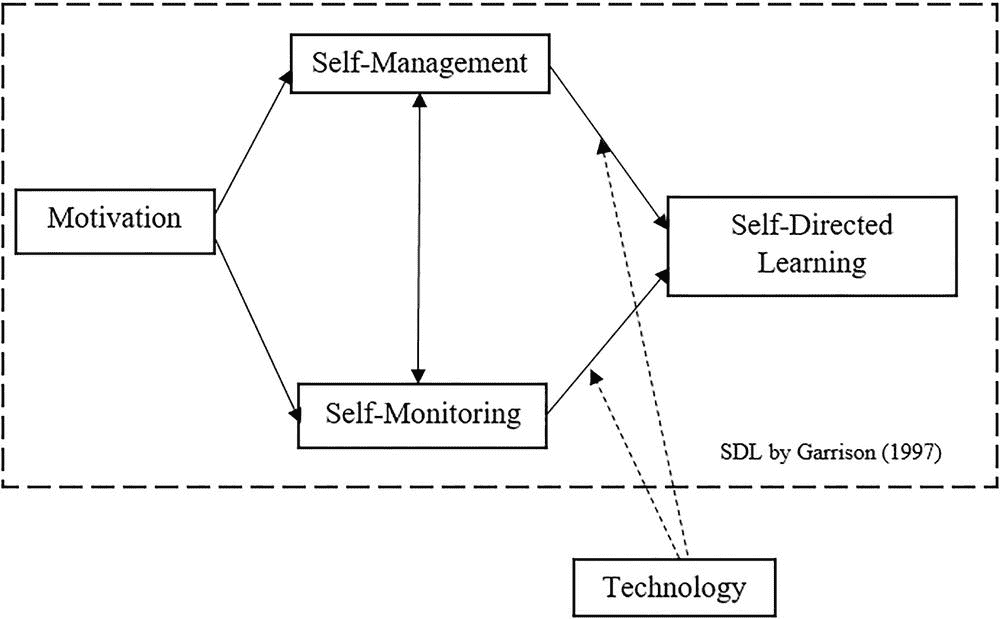 Self-Management
Motivation
Self-Directed
Learning
Self-Monitoring
SDL by Garrison (1997)
Technology